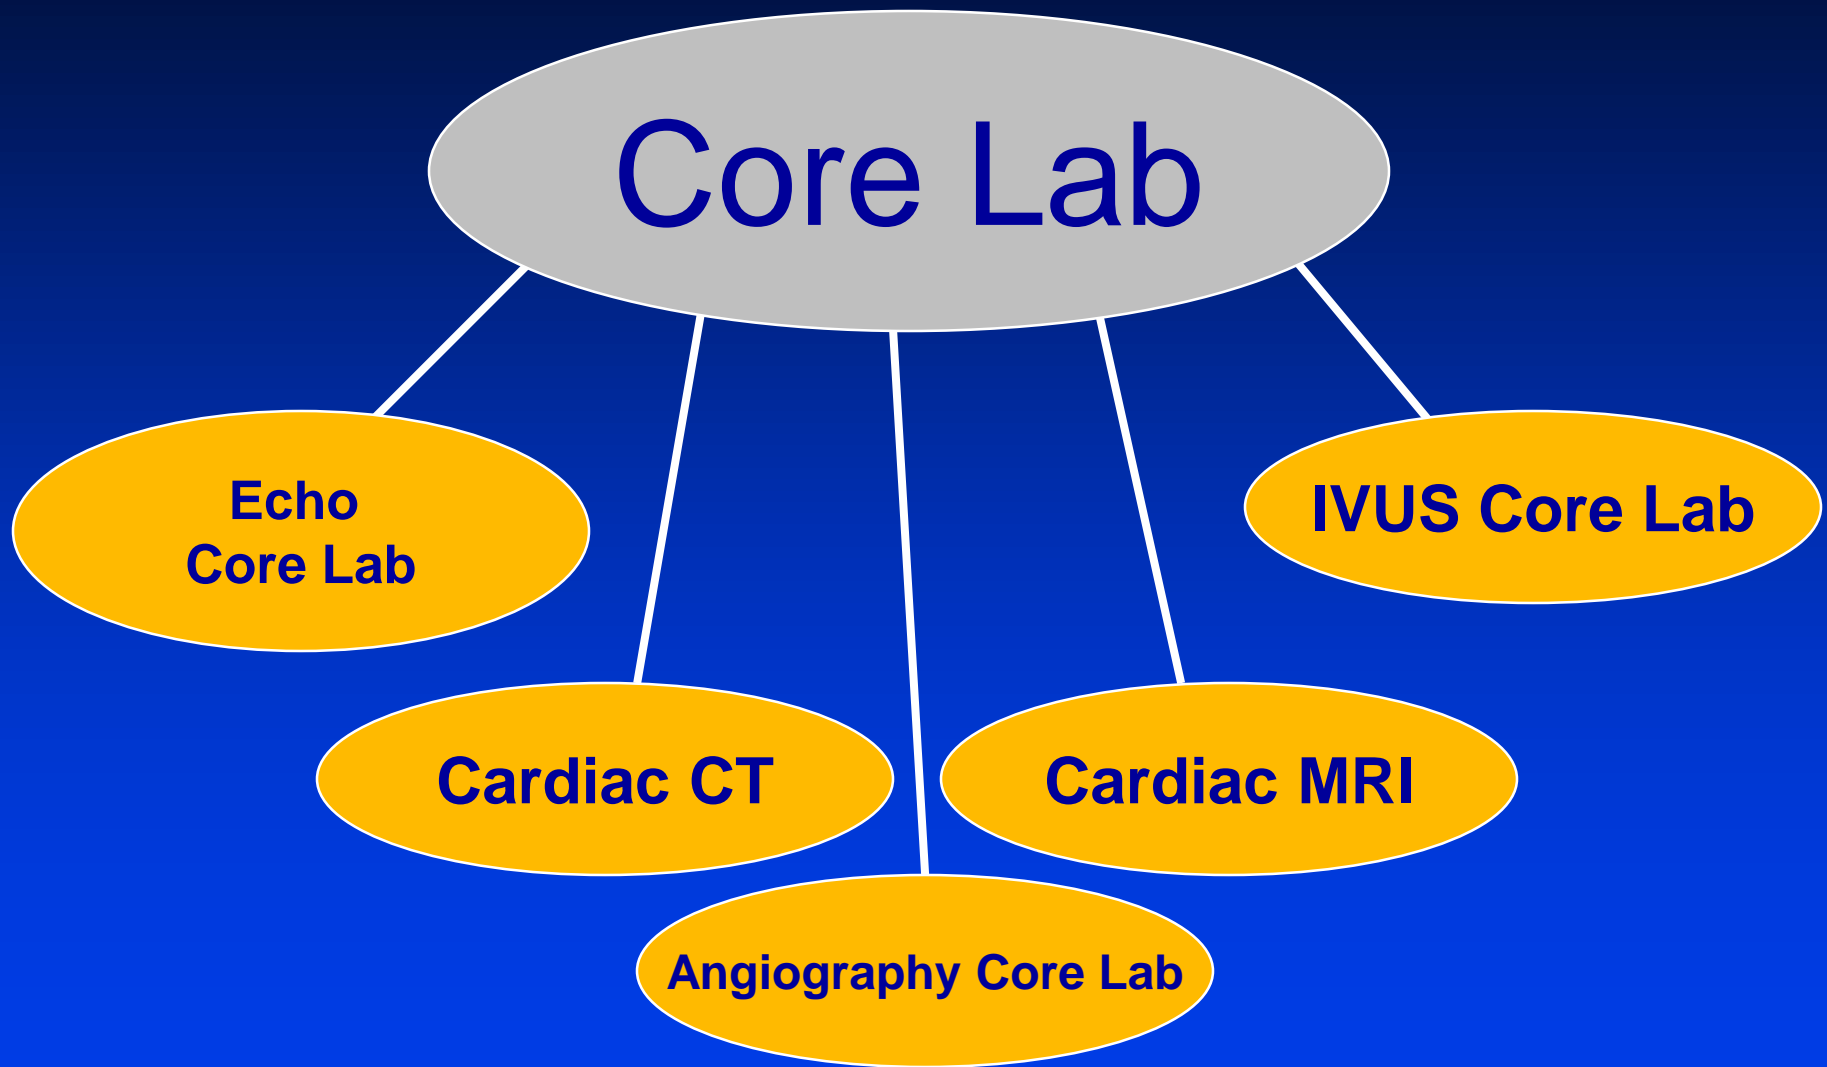 Core Lab
Echo
Core Lab
IVUS Core Lab
Cardiac CT
Cardiac MRI
Angiography Core Lab